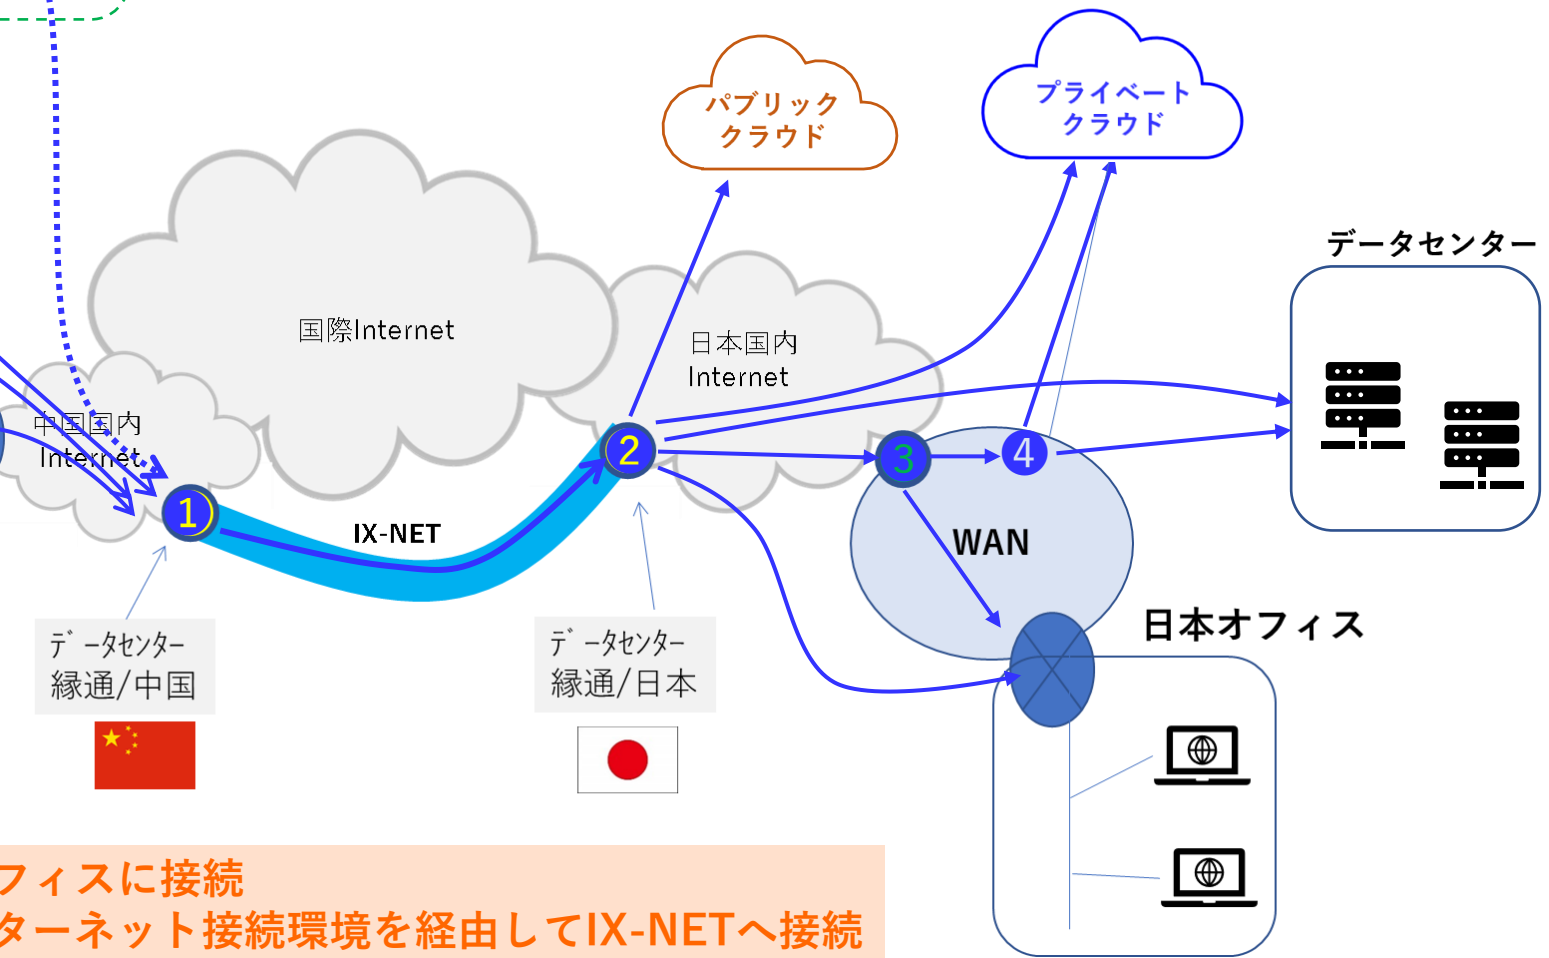 パブリック
クラウド
プライベート
クラウド
データセンター
国際Internet
日本国内
Internet
中国国内
Internet
1
2
3
4
IX-NET
WAN
データセンター
縁通/中国
データセンター
縁通/日本
日本オフィス
フィスに接続
ターネット接続環境を経由してIX-NETへ接続